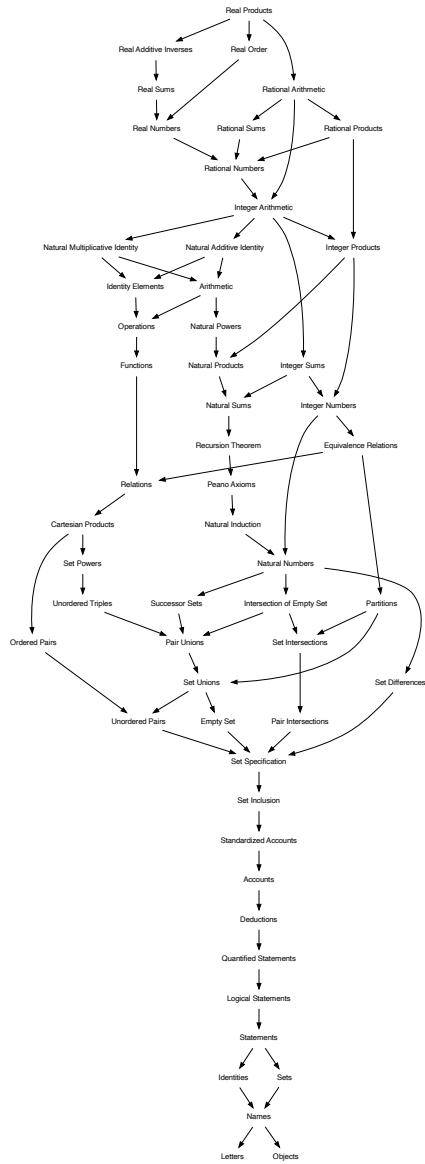 Real Products
Real Additive Inverses
Real Order
Real Sums
Rational Arithmetic
Real Numbers
Rational Sums
Rational Products
Rational Numbers
Integer Arithmetic
Natural Multiplicative Identity
Natural Additive Identity
Integer Products
Identity Elements
Arithmetic
Operations
Natural Powers
Functions
Natural Products
Integer Sums
Natural Sums
Integer Numbers
Recursion Theorem
Equivalence Relations
Relations
Peano Axioms
Cartesian Products
Natural Induction
Set Powers
Natural Numbers
Unordered Triples
Successor Sets
Intersection of Empty Set
Partitions
Ordered Pairs
Pair Unions
Set Intersections
Set Unions
Set Differences
Unordered Pairs
Empty Set
Pair Intersections
Set Specification
Set Inclusion
Standardized Accounts
Accounts
Deductions
Quantified Statements
Logical Statements
Statements
Identities
Sets
Names
Letters
Objects